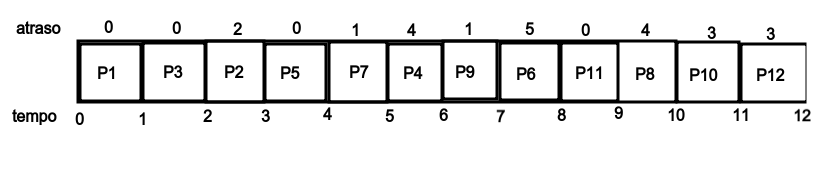 atraso 0 0 2 0 1 4 1 5 0 4 3 3
P1 P3 P2 P5 P7 P4 P9 P6 P11 P8 P10 P12
tempo 0 1 2 3 4 5 6 7 8 9 10 11 12